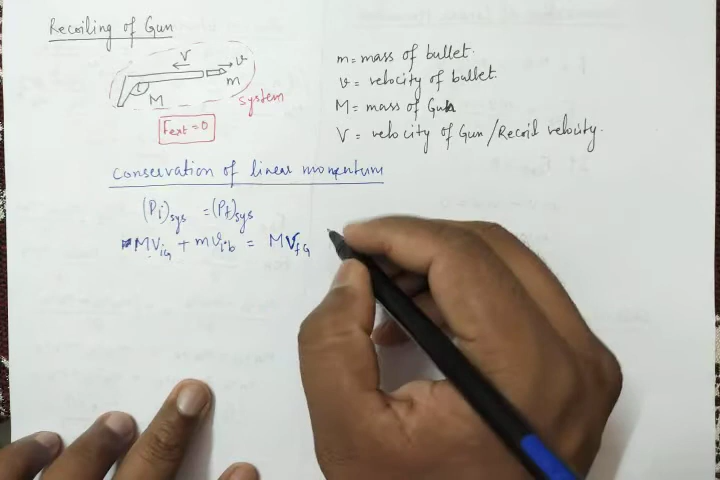 Recoiling of Gun
V
v
m
M
system
Fext = 0
m = mass of bullet.
v = velocity of bullet.
M = mass of Gun
V = velocity of Gun / Recoil velocity.
Conservation of linear momentum
(Pi)sys = (Pf)sys
MViG + mvib = MVfG